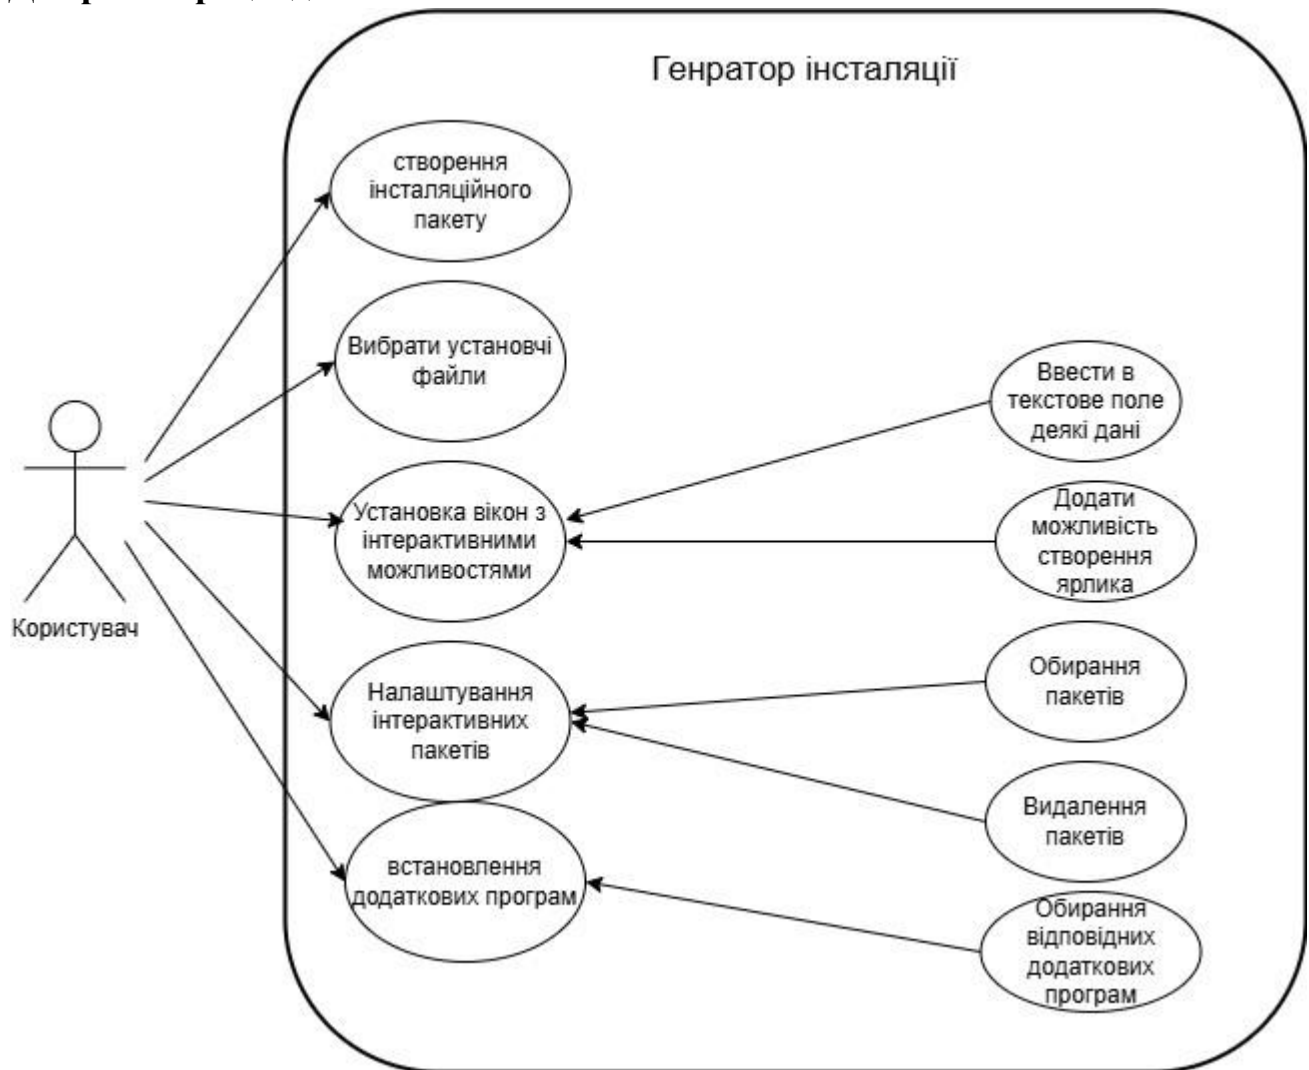 Генратор інсталяції
створення
інсталяційного
пакету
Вибрати установчі
файли
Установка вікон з
інтерактивними
можливостями
Налаштування
інтерактивних
пакетів
встановлення
додаткових програм
Користувач
Ввести в
текстове поле
деякі дані
Додати
можливість
створення
ярлика
Обирання
пакетів
Видалення
пакетів
Обирання
відповідних
додаткових
програм